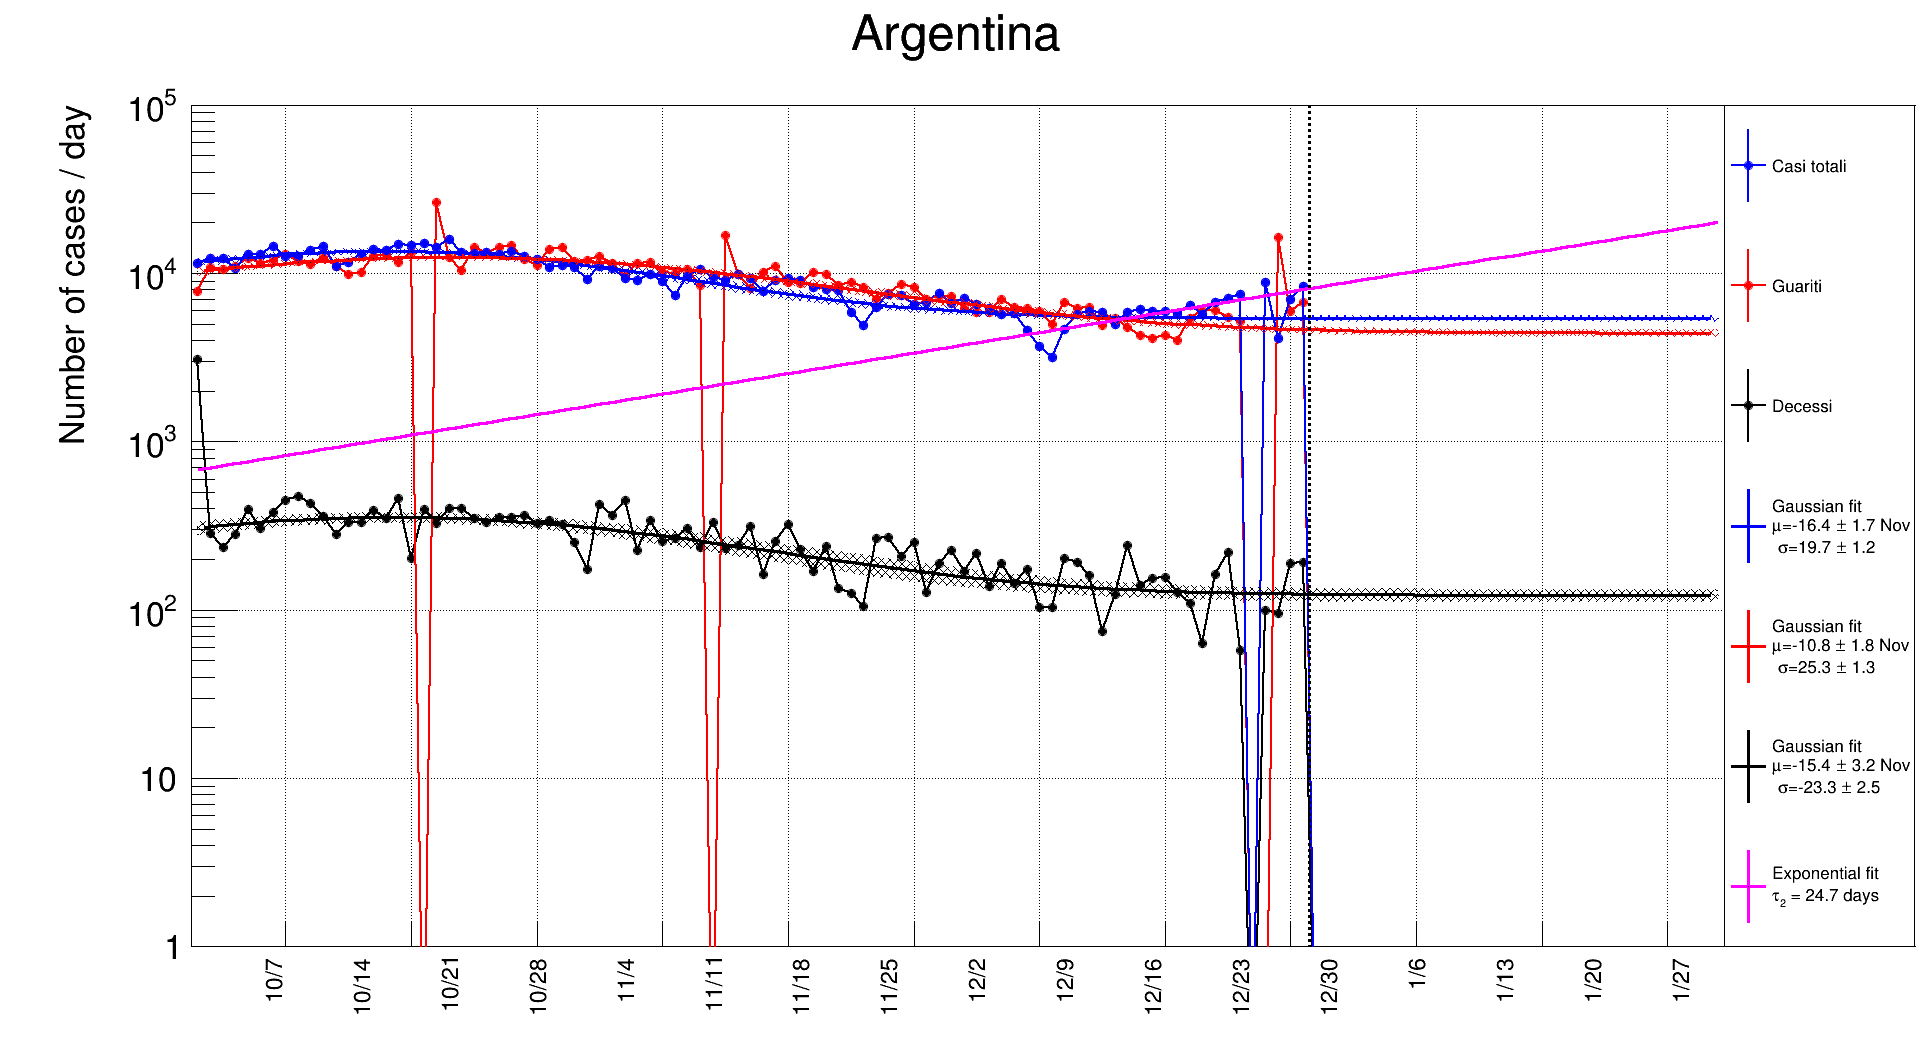 Argentina
Number of cases / day
10^5
10^4
10^3
10^2
10
1
10/7
10/14
10/21
10/28
11/4
11/11
11/18
11/25
12/2
12/9
12/16
12/23
12/30
1/6
1/13
1/20
1/27
Casi totali
Guariti
Decessi
Gaussian fit
μ=-16.4 ± 1.7 Nov
σ=19.7 ± 1.2
Gaussian fit
μ=-10.8 ± 1.8 Nov
σ=25.3 ± 1.3
Gaussian fit
μ=-15.4 ± 3.2 Nov
σ=-23.3 ± 2.5
Exponential fit
τ₂ = 24.7 days